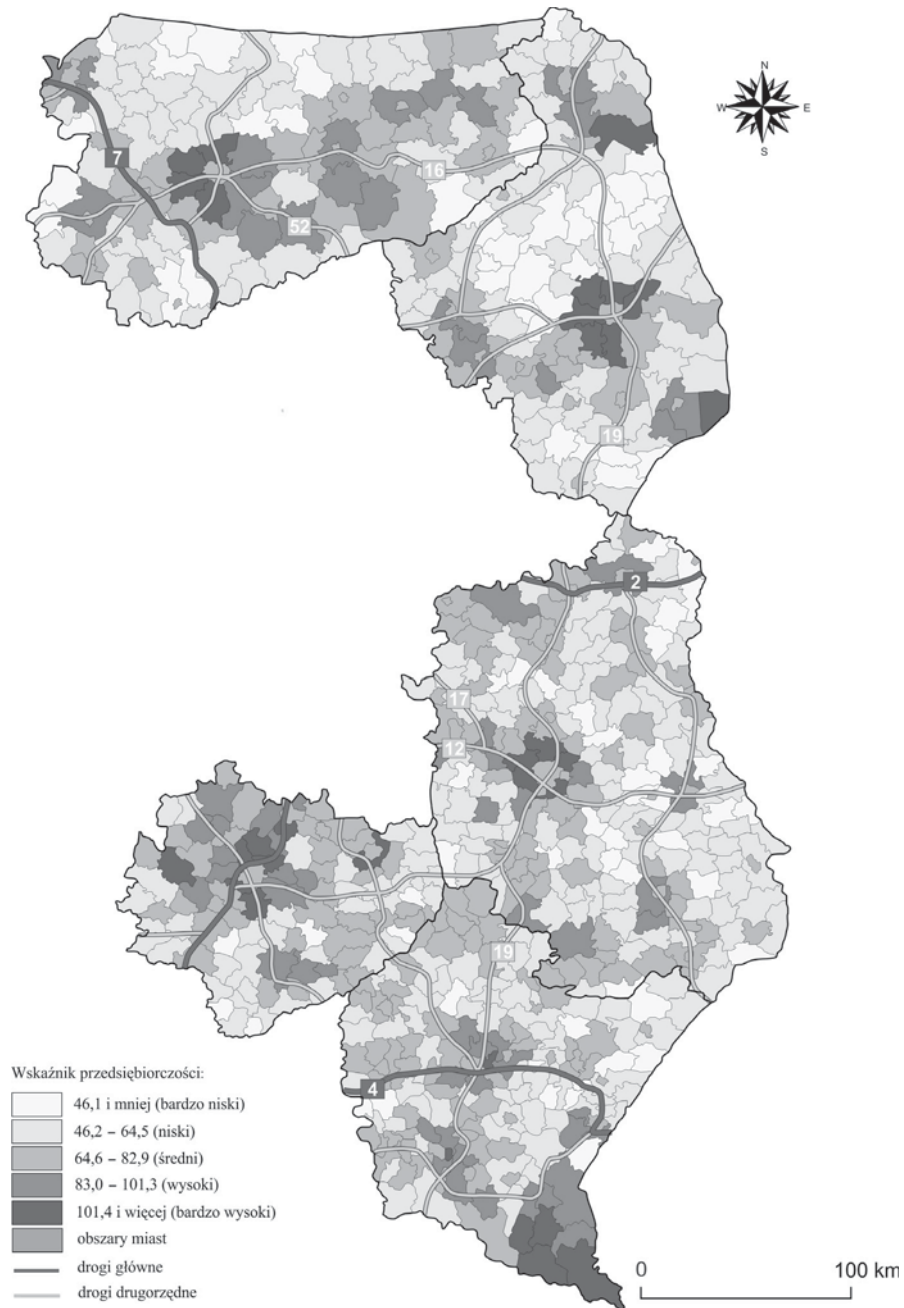 N
W E
S
7
16
52
19
2
17
12
19
4
Wskaźnik przedsiębiorczości:
46,1 i mniej (bardzo niski)
46,2 – 64,5 (niski)
64,6 – 82,9 (średni)
83,0 – 101,3 (wysoki)
101,4 i więcej (bardzo wysoki)
obszary miast
drogi główne
drogi drugorzędne
0 100 km